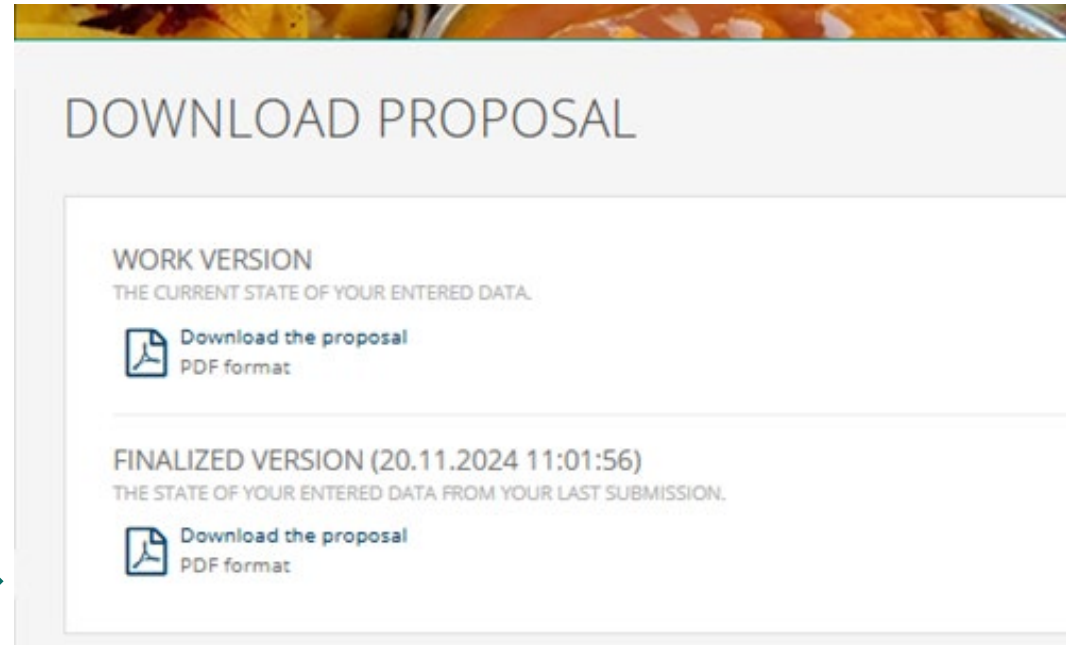 DOWNLOAD PROPOSAL
WORK VERSION
THE CURRENT STATE OF YOUR ENTERED DATA.
Download the proposal
PDF format
FINALIZED VERSION (20.11.2024 11:01:56)
THE STATE OF YOUR ENTERED DATA FROM YOUR LAST SUBMISSION.
Download the proposal
PDF format